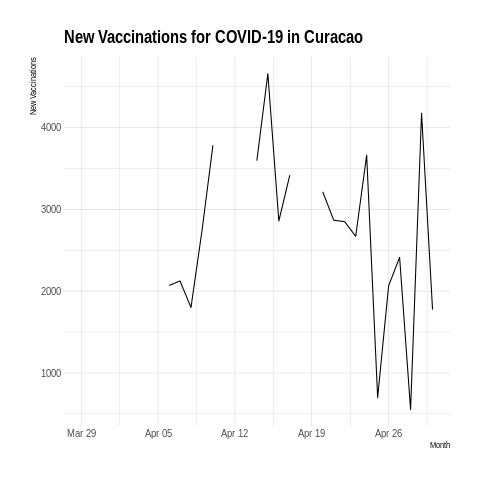 New Vaccinations for COVID-19 in Curacao
New Vaccinations
4000
3000
2000
1000
Mar 29 Apr 05 Apr 12 Apr 19 Apr 26
Month